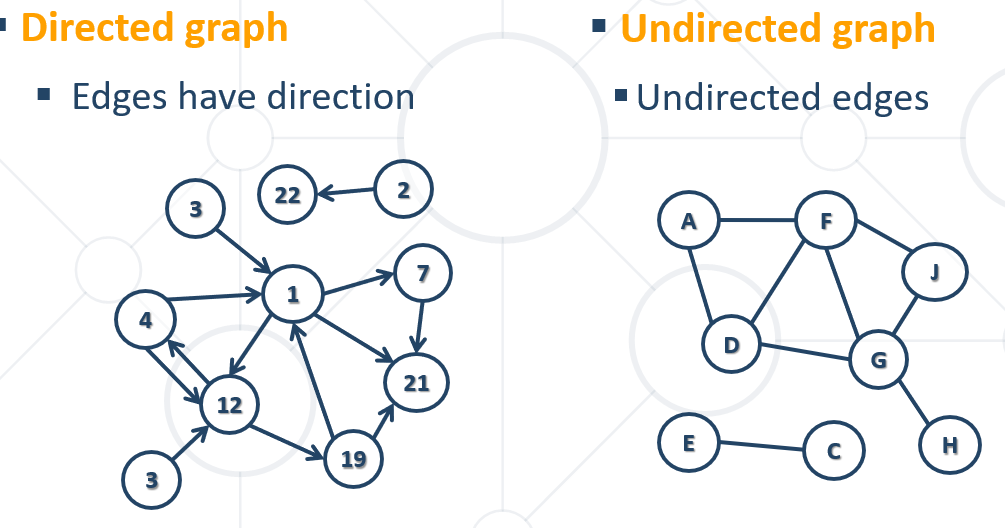 Directed graph
Edges have direction
3
22
2
1
7
4
21
12
19
3
Undirected graph
Undirected edges
A
F
J
D
G
E
C
H